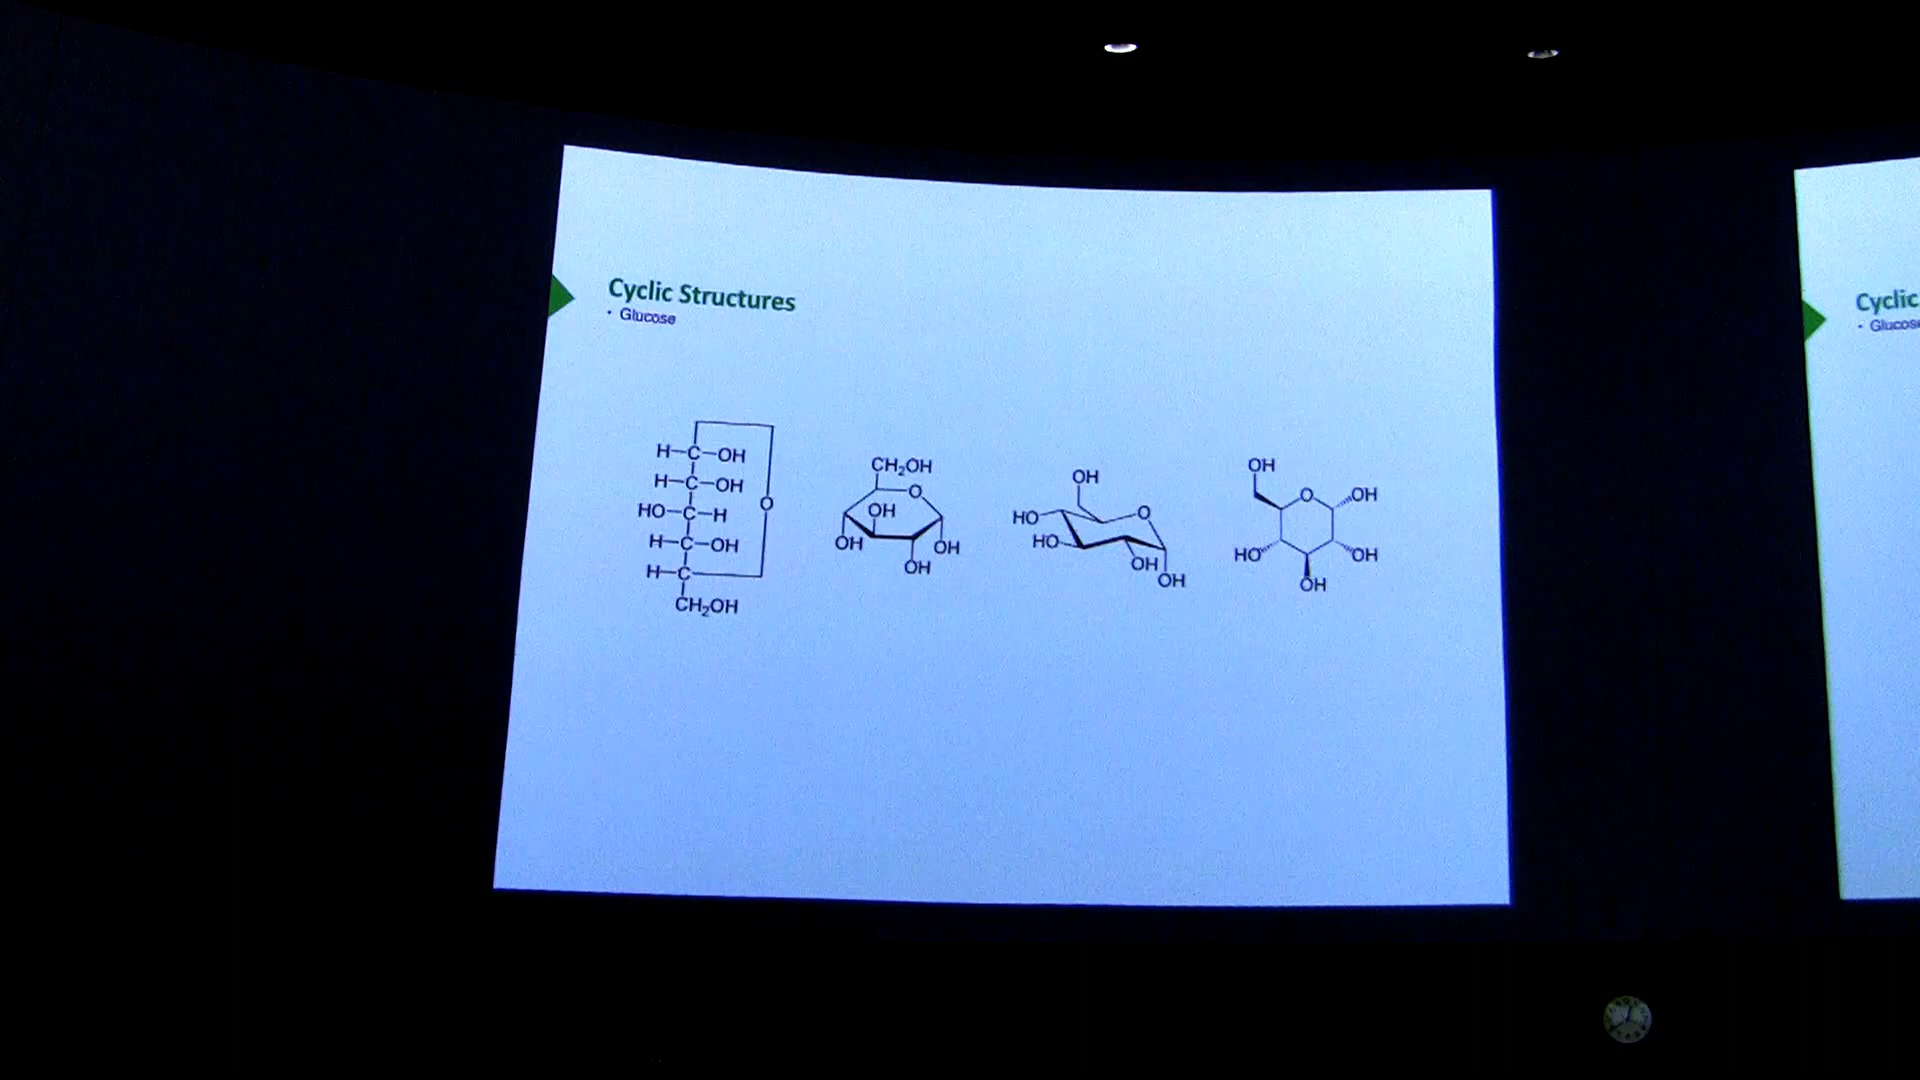 Cyclic Structures
• Glucose
H-C-OH
H-C-OH
HO-C-H
H-C-OH
H-C
CH₂OH
O
CH₂OH
O
OH
OH
OH
OH
OH
HO
O
HO
OH
OH
OH
O
OH
HO
OH
OH
Cyclic
• Glucose